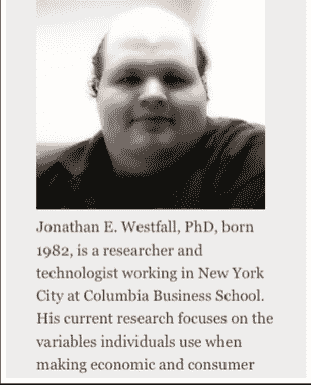 Jonathan E. Westfall, PhD, born
1982, is a researcher and
technologist working in New York
City at Columbia Business School.
His current research focuses on the
variables individuals use when
making economic and consumer